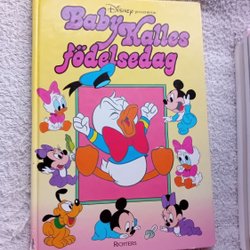 Disney presenterar
Baby Kalles
födelsedag
RICHTERS